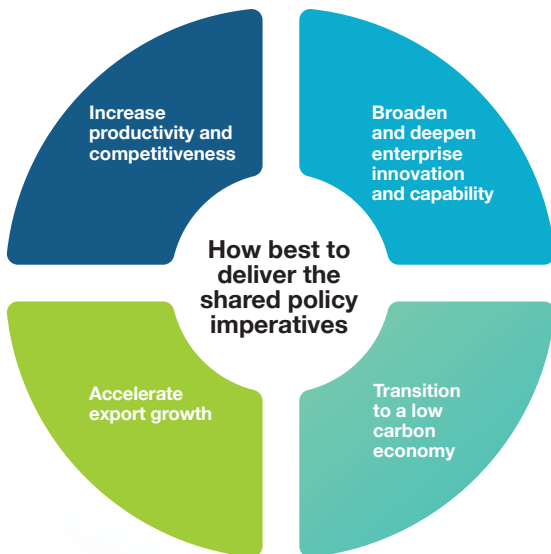 Increase
productivity and
competitiveness
Broaden
and deepen
enterprise
innovation
and capability
How best to
deliver the
shared policy
imperatives
Accelerate
export growth
Transition
to a low
carbon
economy